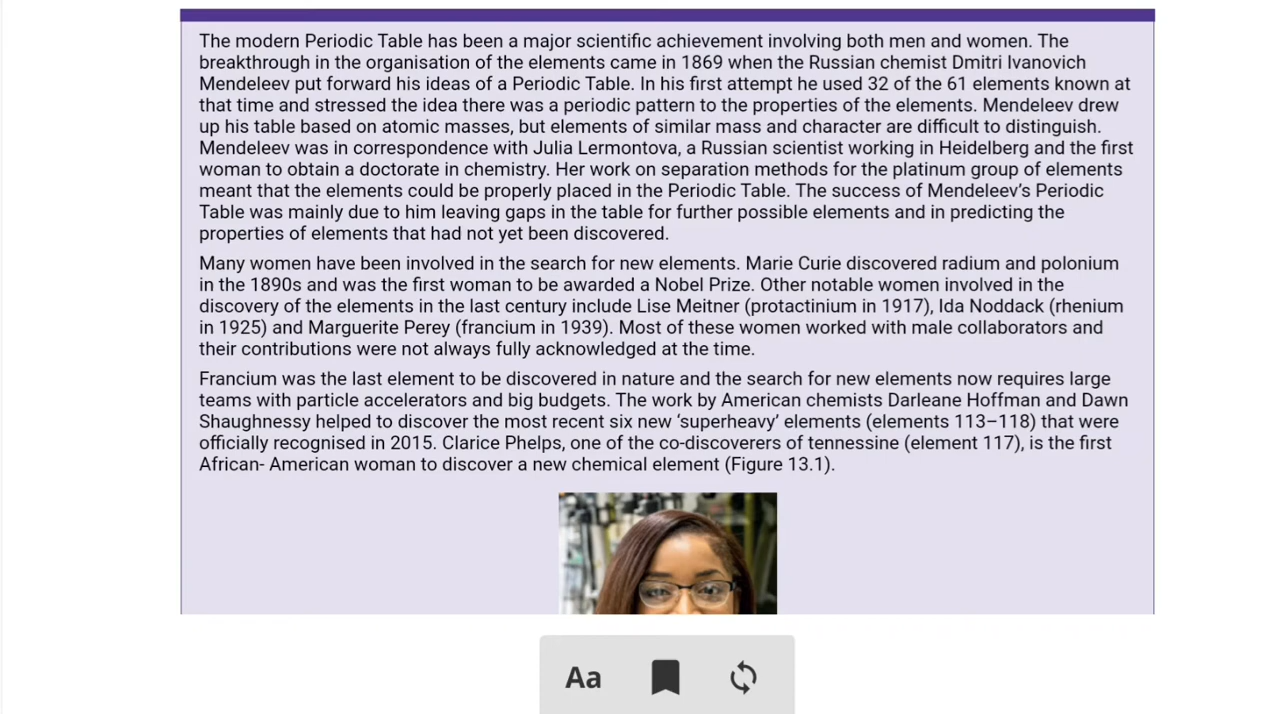 The modern Periodic Table has been a major scientific achievement involving both men and women. The
breakthrough in the organisation of the elements came in 1869 when the Russian chemist Dmitri Ivanovich
Mendeleev put forward his ideas of a Periodic Table. In his first attempt he used 32 of the 61 elements known at
that time and stressed the idea there was a periodic pattern to the properties of the elements. Mendeleev drew
up his table based on atomic masses, but elements of similar mass and character are difficult to distinguish.
Mendeleev was in correspondence with Julia Lermontova, a Russian scientist working in Heidelberg and the first
woman to obtain a doctorate in chemistry. Her work on separation methods for the platinum group of elements
meant that the elements could be properly placed in the Periodic Table. The success of Mendeleev’s Periodic
Table was mainly due to him leaving gaps in the table for further possible elements and in predicting the
properties of elements that had not yet been discovered.
Many women have been involved in the search for new elements. Marie Curie discovered radium and polonium
in the 1890s and was the first woman to be awarded a Nobel Prize. Other notable women involved in the
discovery of the elements in the last century include Lise Meitner (protactinium in 1917), Ida Noddack (rhenium
in 1925) and Marguerite Perey (francium in 1939). Most of these women worked with male collaborators and
their contributions were not always fully acknowledged at the time.
Francium was the last element to be discovered in nature and the search for new elements now requires large
teams with particle accelerators and big budgets. The work by American chemists Darleane Hoffman and Dawn
Shaughnessy helped to discover the most recent six new ‘superheavy’ elements (elements 113–118) that were
officially recognised in 2015. Clarice Phelps, one of the co-discoverers of tennessine (element 117), is the first
African- American woman to discover a new chemical element (Figure 13.1).
Aa